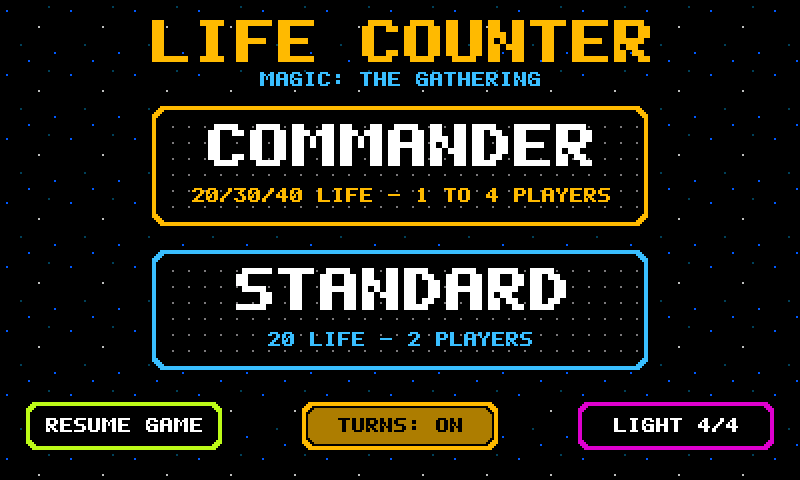 LIFE COUNTER
MAGIC: THE GATHERING
COMMANDER
20/30/40 LIFE - 1 TO 4 PLAYERS
STANDARD
20 LIFE - 2 PLAYERS
RESUME GAME
TURNS: ON
LIGHT 4/4